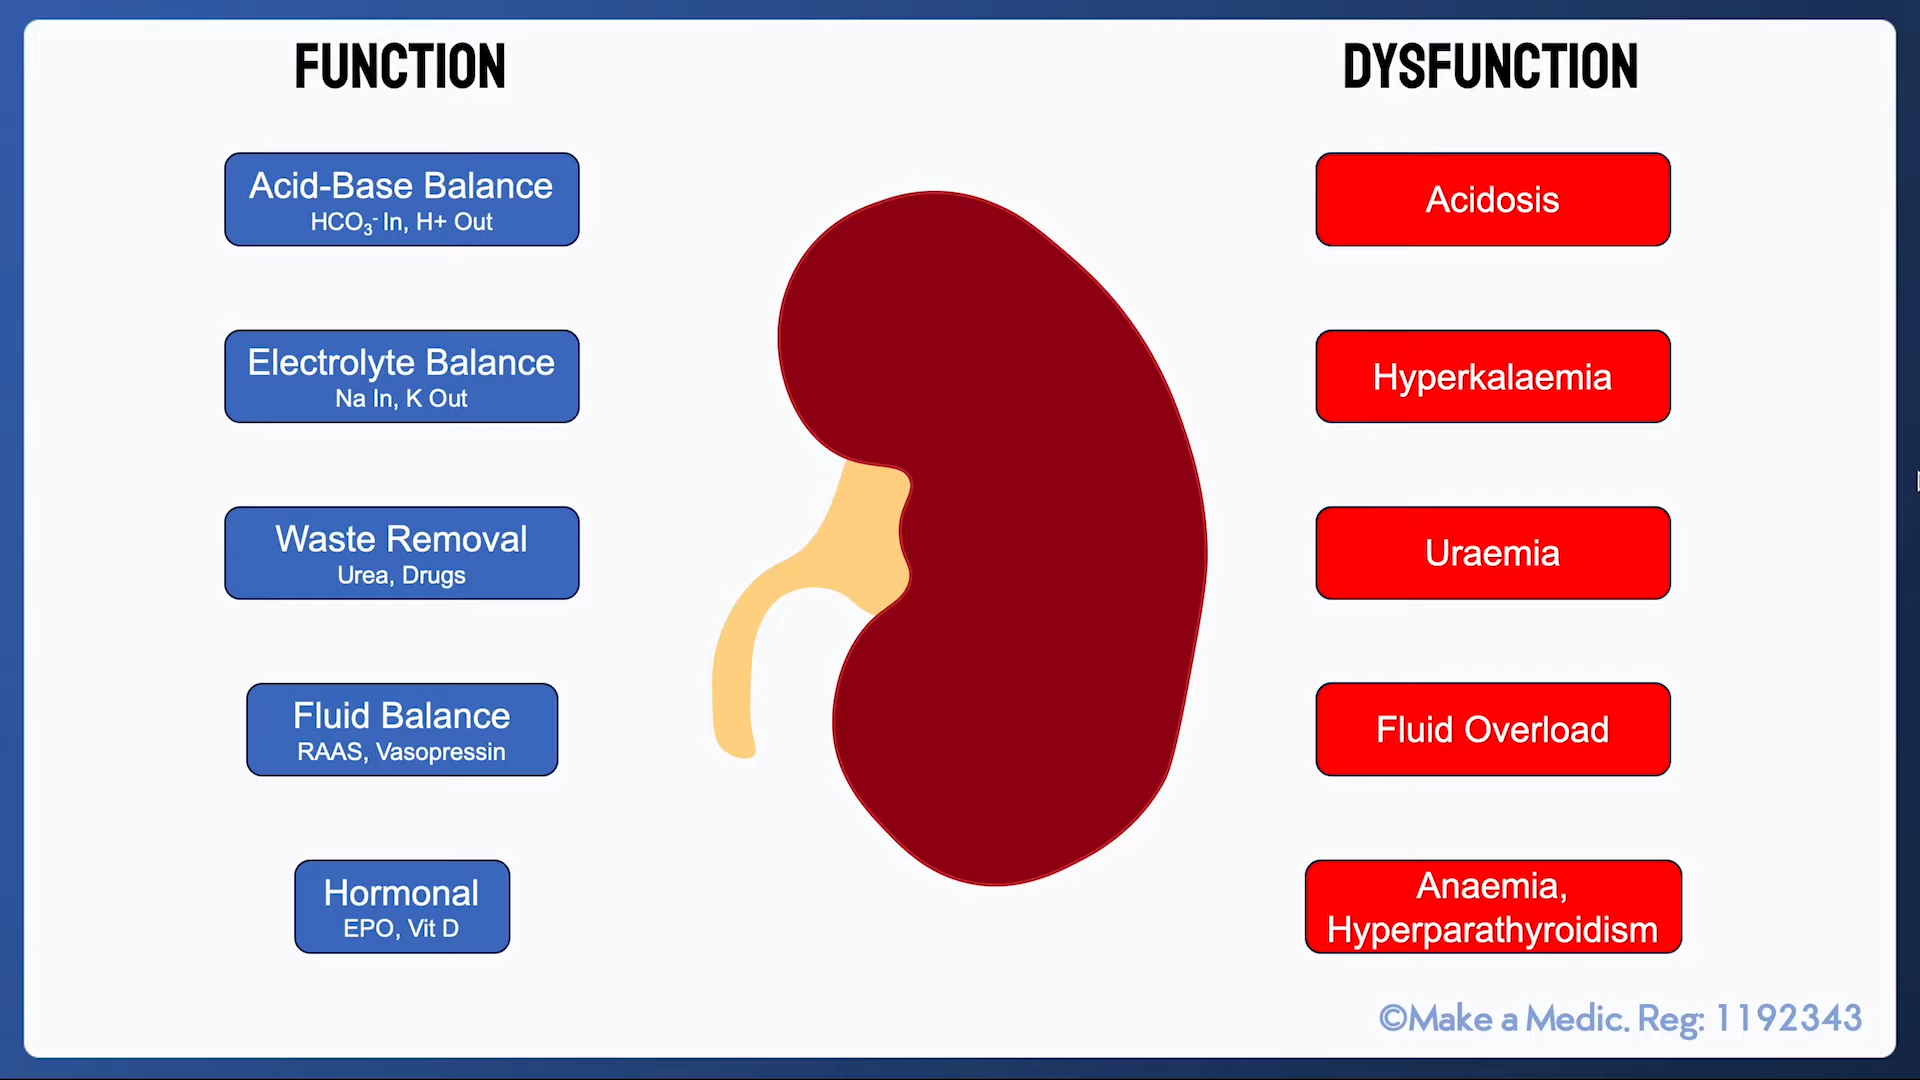 FUNCTION
DYSFUNCTION
Acid-Base Balance
HCO₃⁻ In, H+ Out
Acidosis
Electrolyte Balance
Na In, K Out
Hyperkalaemia
Waste Removal
Urea, Drugs
Uraemia
Fluid Balance
RAAS, Vasopressin
Fluid Overload
Hormonal
EPO, Vit D
Anaemia,
Hyperparathyroidism
©Make a Medic. Reg: 1192343